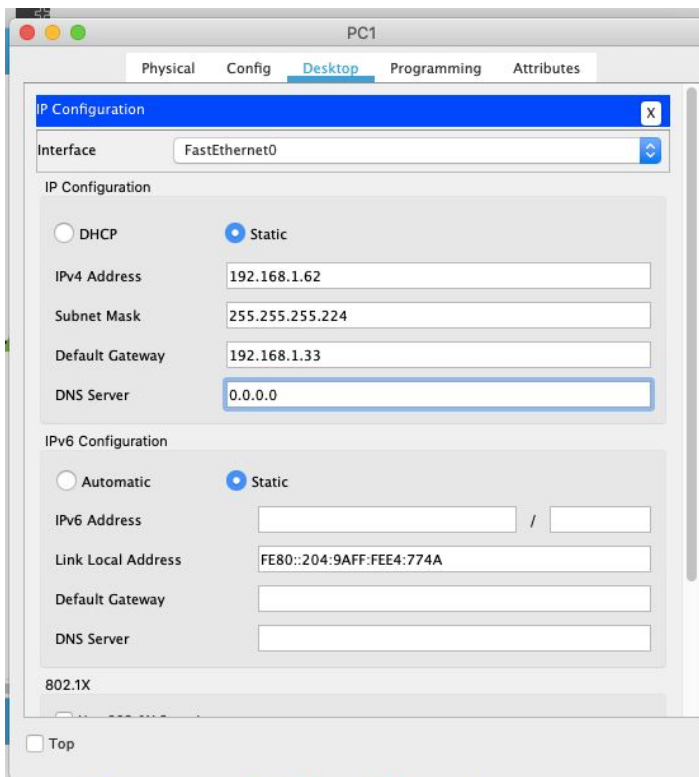 PC1
Physical Config Desktop Programming Attributes
IP Configuration X
Interface FastEthernet0
IP Configuration
DHCP Static
IPv4 Address 192.168.1.62
Subnet Mask 255.255.255.224
Default Gateway 192.168.1.33
DNS Server 0.0.0.0
IPv6 Configuration
Automatic Static
IPv6 Address /
Link Local Address FE80::204:9AFF:FEE4:774A
Default Gateway
DNS Server
802.1X
Top